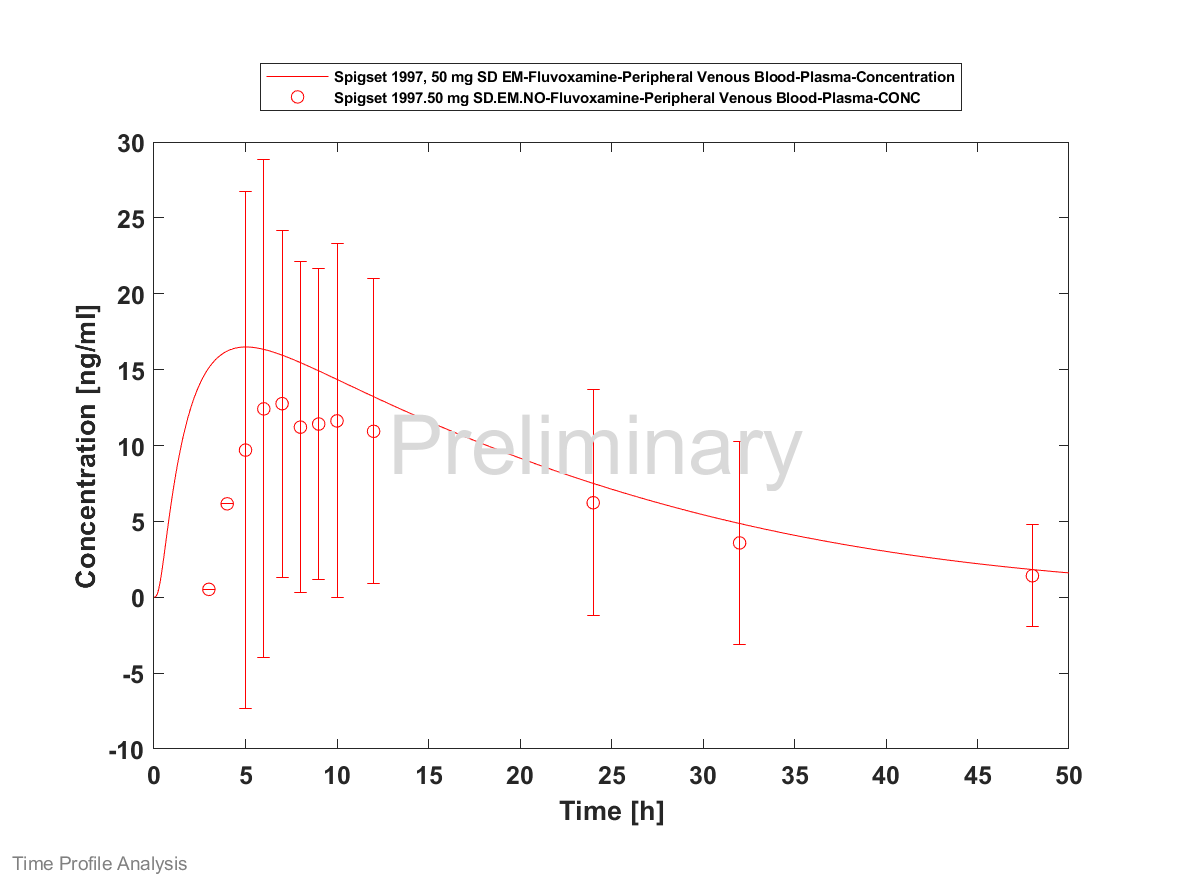 Spigset 1997, 50 mg SD EM-Fluvoxamine-Peripheral Venous Blood-Plasma-Concentration
Spigset 1997.50 mg SD.EM.NO-Fluvoxamine-Peripheral Venous Blood-Plasma-CONC
30
25
20
15
10
5
0
-5
-10
Concentration [ng/ml]
Preliminary
0 5 10 15 20 25 30 35 40 45 50
Time [h]
Time Profile Analysis